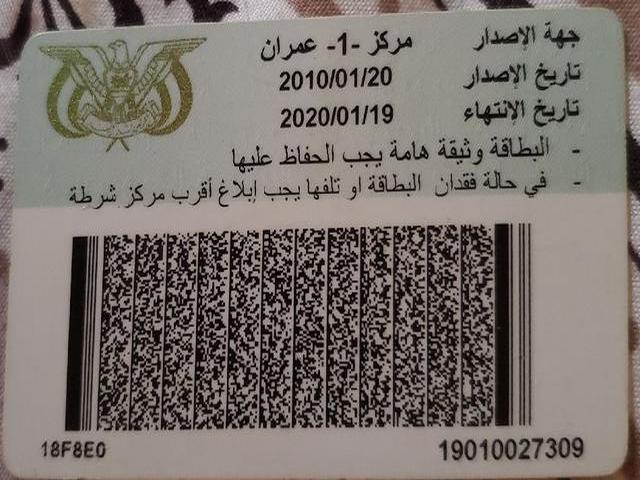 جهة الإصدار مركز -1- عمران
تاريخ الإصدار 2010/01/20
تاريخ الإنتهاء 2020/01/19
- البطاقة وثيقة هامة يجب الحفاظ عليها
- في حالة فقدان البطاقة او تلفها يجب إبلاغ أقرب مركز شرطة
18F8E0
19010027309